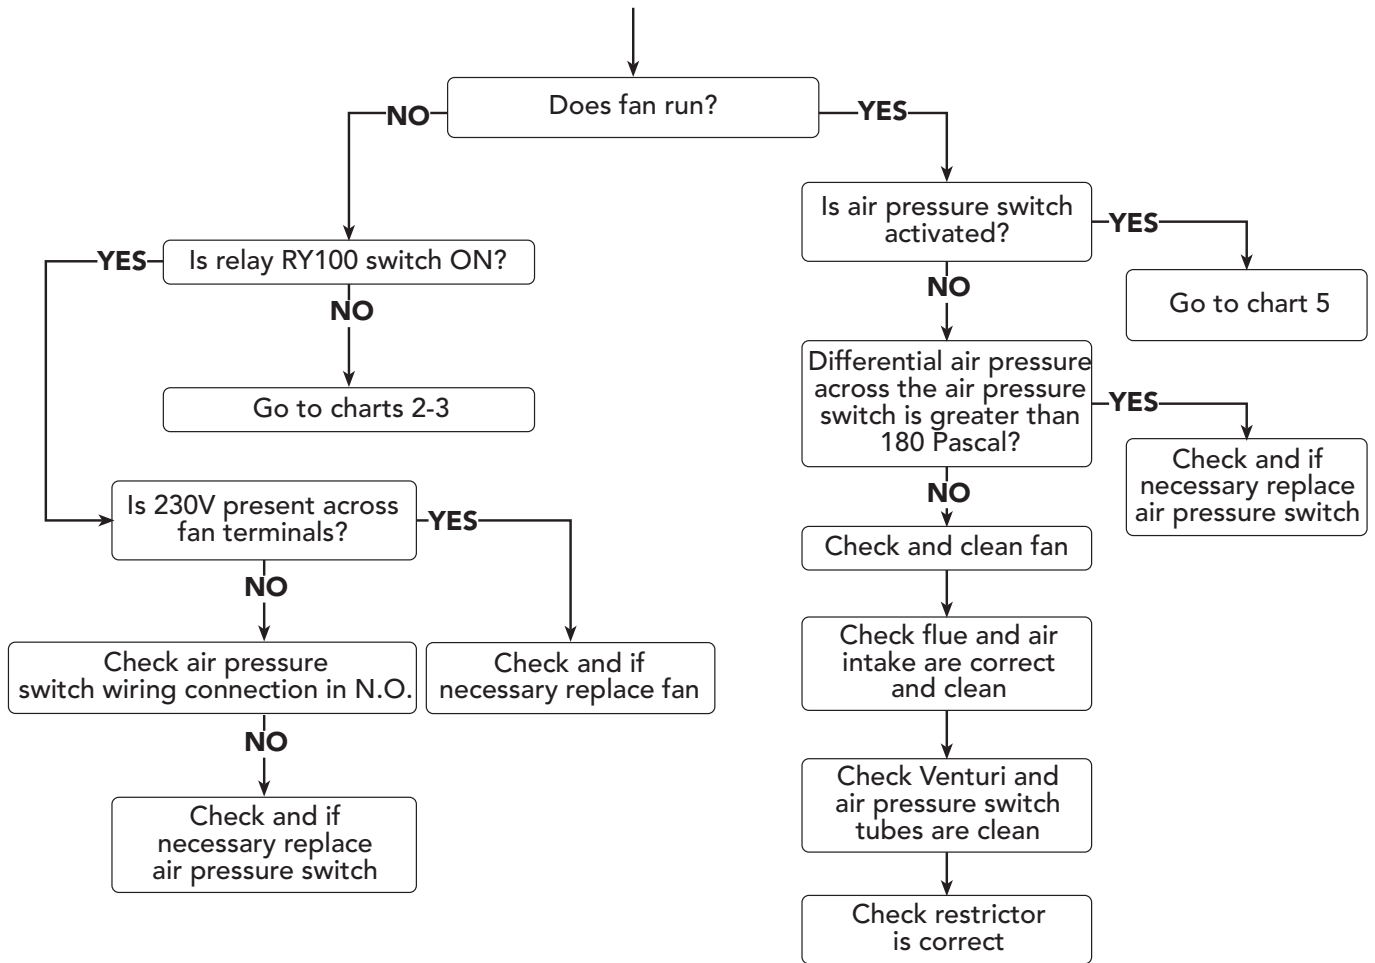 Does fan run?
NO
YES
Is air pressure switch
activated?
YES
Is relay RY100 switch ON?
YES
NO
NO
Go to chart 5
Differential air pressure
across the air pressure
switch is greater than
180 Pascal?
YES
Go to charts 2-3
Check and if
necessary replace
air pressure switch
Is 230V present across
fan terminals?
YES
NO
NO
Check and clean fan
Check air pressure
switch wiring connection in N.O.
Check and if
necessary replace fan
Check flue and air
intake are correct
and clean
NO
Check Venturi and
air pressure switch
tubes are clean
Check and if
necessary replace
air pressure switch
Check restrictor
is correct